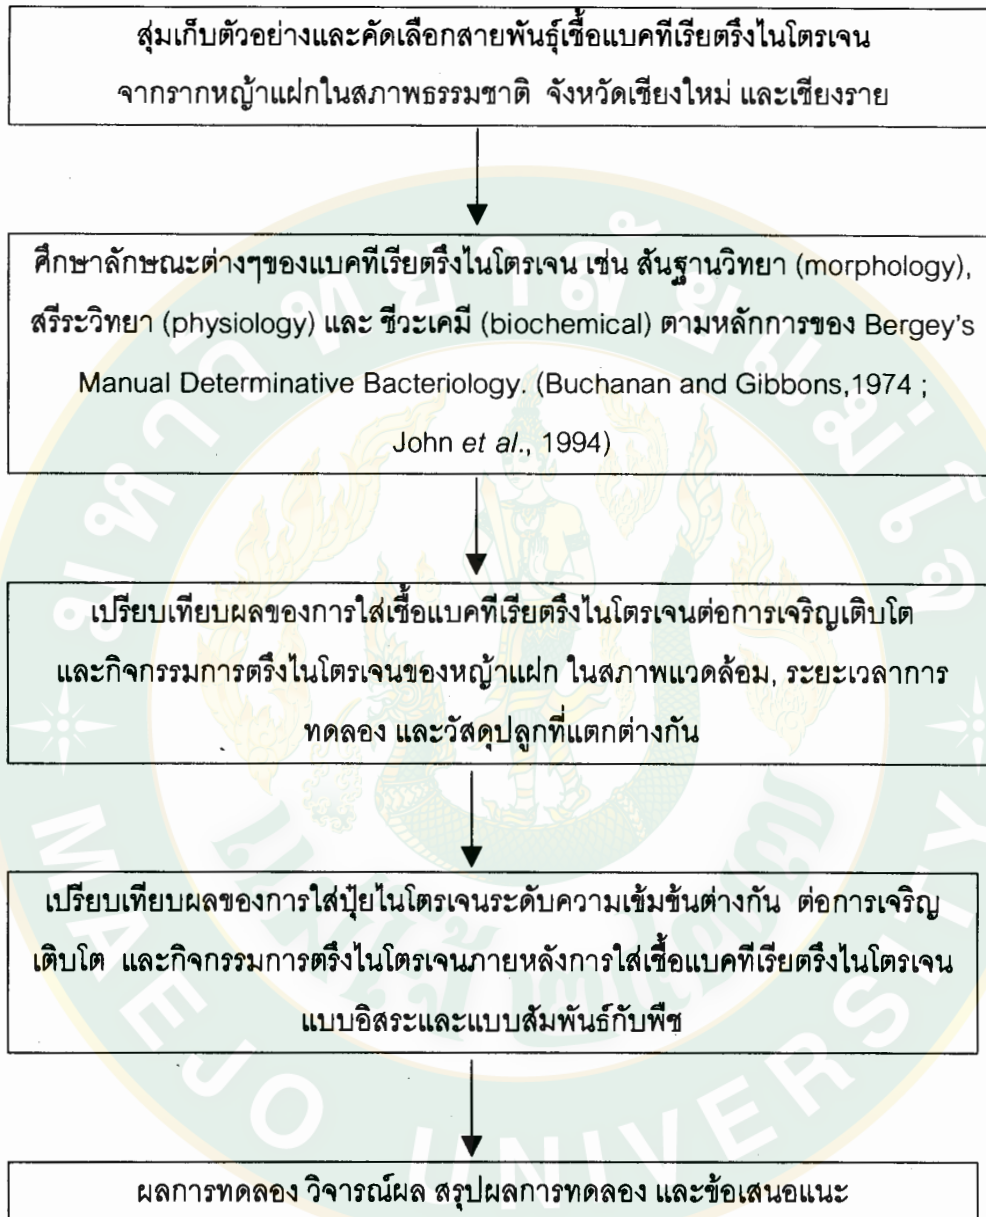 สุ่มเก็บตัวอย่างและคัดเลือกสายพันธุ์เชื้อแบคทีเรียตรึงไนโตรเจน
จากรากหญ้าแฝกในสภาพธรรมชาติ จังหวัดเชียงใหม่ และเชียงราย
ศึกษาลักษณะต่างๆของแบคทีเรียตรึงไนโตรเจน เช่น สันฐานวิทยา (morphology),
สรีระวิทยา (physiology) และ ชีวะเคมี (biochemical) ตามหลักการของ Bergey's
Manual Determinative Bacteriology. (Buchanan and Gibbons,1974 ;
John et al., 1994)
เปรียบเทียบผลของการใส่เชื้อแบคทีเรียตรึงไนโตรเจนต่อการเจริญเติบโต
และกิจกรรมการตรึงไนโตรเจนของหญ้าแฝก ในสภาพแวดล้อม, ระยะเวลาการ
ทดลอง และวัสดุปลูกที่แตกต่างกัน
เปรียบเทียบผลของการใส่ปุ๋ยไนโตรเจนระดับความเข้มข้นต่างกัน ต่อการเจริญ
เติบโต และกิจกรรมการตรึงไนโตรเจนภายหลังการใส่เชื้อแบคทีเรียตรึงไนโตรเจน
แบบอิสระและแบบสัมพันธ์กับพืช
ผลการทดลอง วิจารณ์ผล สรุปผลการทดลอง และข้อเสนอแนะ
มหาวิทยาลัยแม่โจ้
MAEJO UNIVERSITY